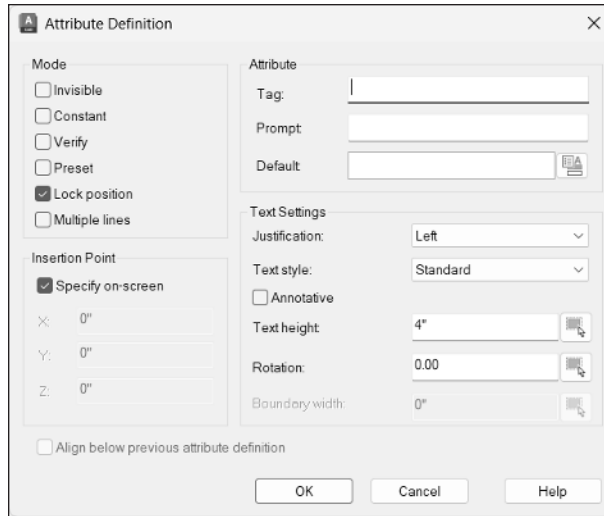 Attribute Definition
Mode
Invisible
Constant
Verify
Preset
Lock position
Multiple lines
Insertion Point
Specify on-screen
X: 0"
Y: 0"
Z: 0"
Attribute
Tag:
Prompt:
Default:
Text Settings
Justification: Left
Text style: Standard
Annotative
Text height: 4"
Rotation: 0.00
Boundary width: 0"
Align below previous attribute definition
OK Cancel Help